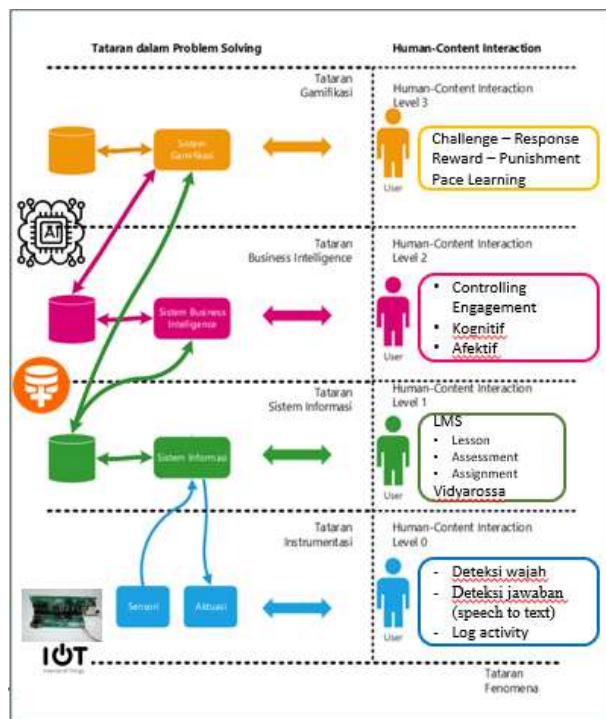 Tataran dalam Problem Solving
Human-Content Interaction
Tataran
Gamifikasi
Human-Content Interaction
Level 3
Sistem
Gamifikasi
Challenge – Response
Reward – Punishment
Pace Learning
User
AI
Tataran
Business Intelligence
Human-Content Interaction
Level 2
Sistem Business
Intelligence
• Controlling
Engagement
• Kognitif
• Afektif
User
Tataran
Sistem Informasi
Human-Content Interaction
Level 1
Sistem Informasi
LMS
• Lesson
• Assessment
• Assignment
Vidyarossa
User
Tataran
Instrumentasi
Human-Content Interaction
Level 0
Sensori
Aktuasi
- Deteksi wajah
- Deteksi jawaban
(speech to text)
- Log activity
User
IOT
Tataran
Fenomena